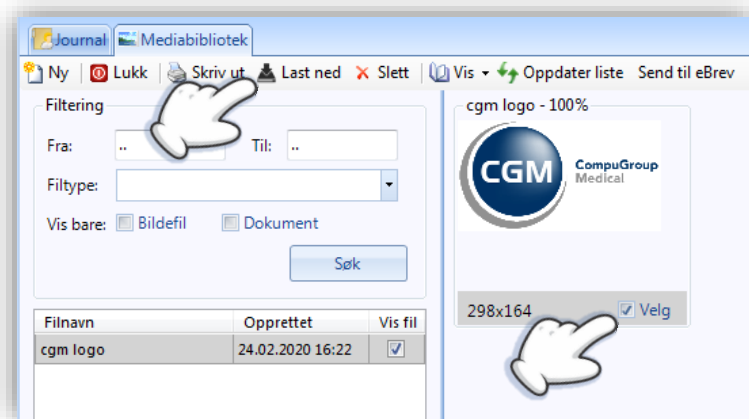 Journal Mediabibliotek
Ny Lukk Skriv ut Last ned Slett Vis Oppdater liste Send til eBrev
Filtering
Fra: .. Til: ..
Filtype:
Vis bare: Bildefil Dokument
Søk
Filnavn Opprettet Vis fil
cgm logo 24.02.2020 16:22
cgm logo - 100%
CGM CompuGroup
Medical
298x164 Velg